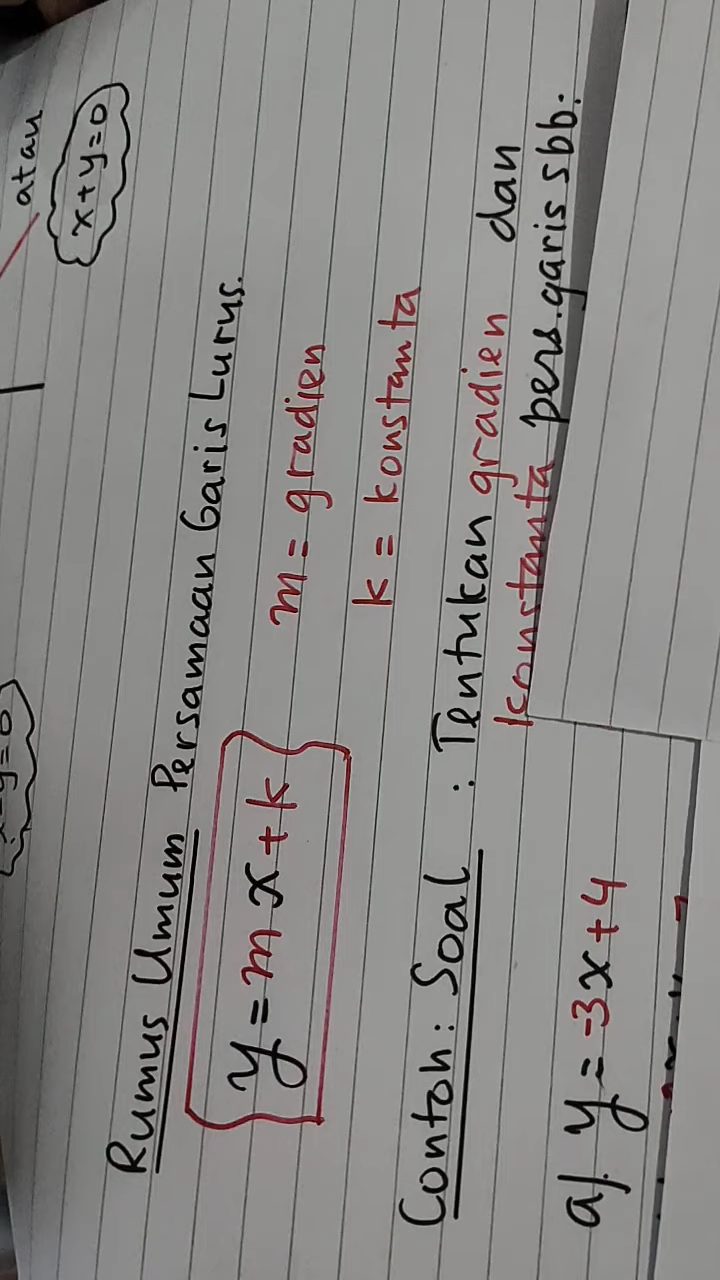 atau
x+y=0
Rumus Umum Persamaan Garis Lurus.
y = mx+k
m = gradien
k = konstanta
Contoh: Soal : Tentukan gradien dan
konstanta pers. garis sbb:
a). y = -3x+4